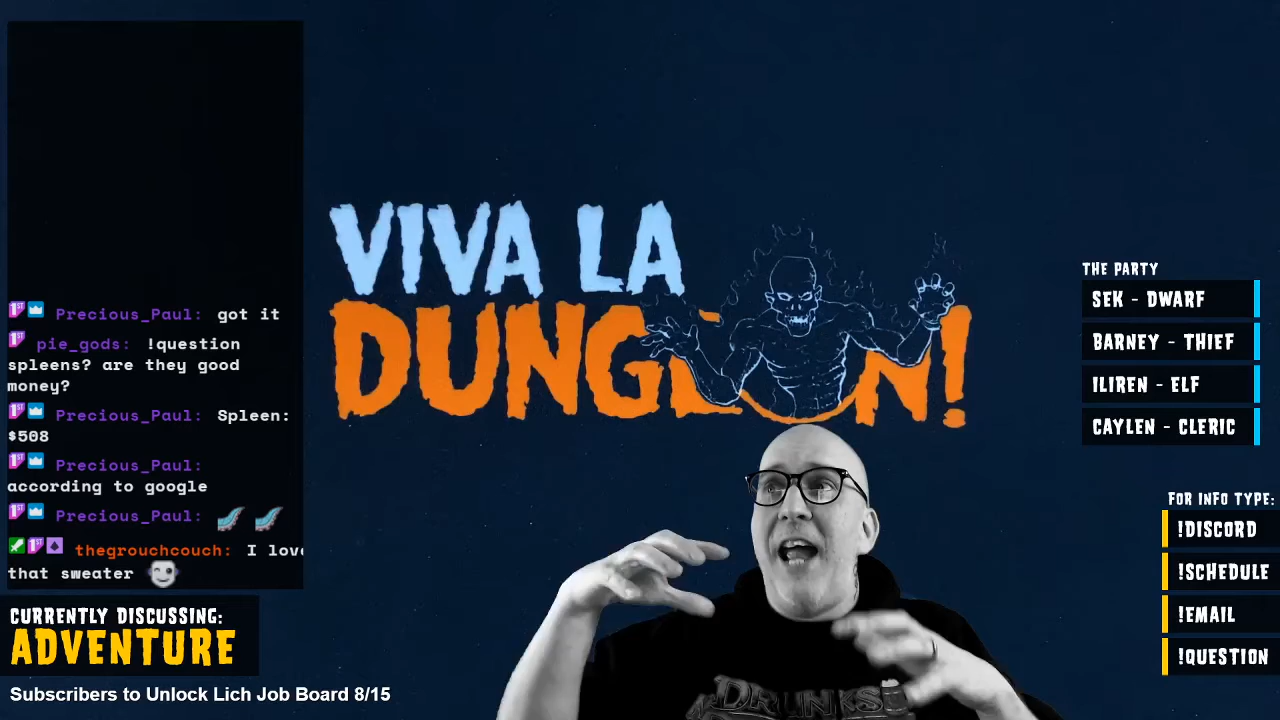 VIVA LA
DUNGEON!
Precious_Paul: got it
pie_gods: !question
spleens? are they good
money?
Precious_Paul: Spleen:
$508
Precious_Paul:
according to google
Precious_Paul:
thegrouchcouch: I love
that sweater
CURRENTLY DISCUSSING:
ADVENTURE
Subscribers to Unlock Lich Job Board 8/15
THE PARTY
SEK - DWARF
BARNEY - THIEF
ILIREN - ELF
CAYLEN - CLERIC
FOR INFO TYPE:
!DISCORD
!SCHEDULE
!EMAIL
!QUESTION
DRUNKS